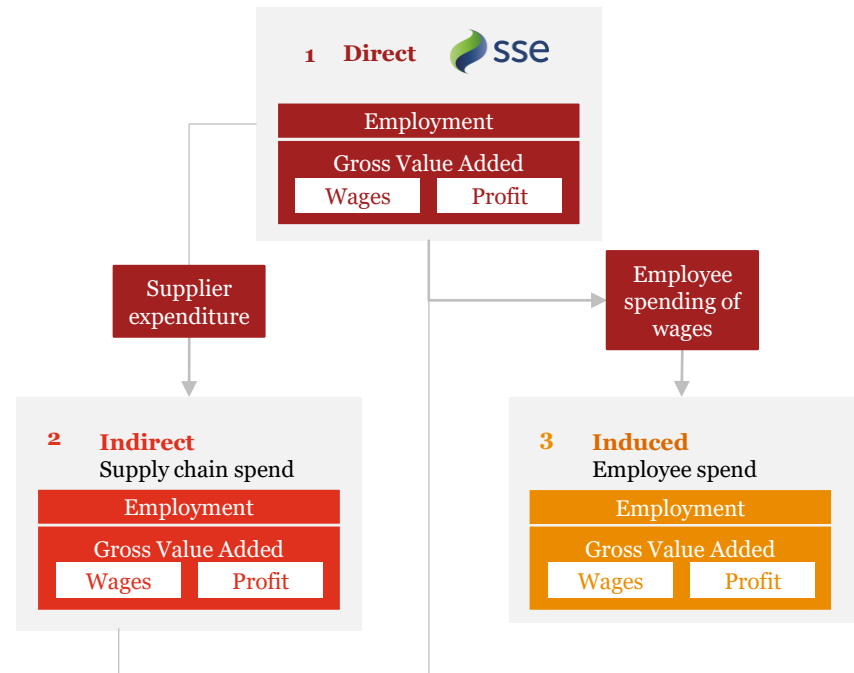 1 Direct sse
Employment
Gross Value Added
Wages Profit
Supplier
expenditure
Employee
spending of
wages
2 Indirect
Supply chain spend
Employment
Gross Value Added
Wages Profit
3 Induced
Employee spend
Employment
Gross Value Added
Wages Profit